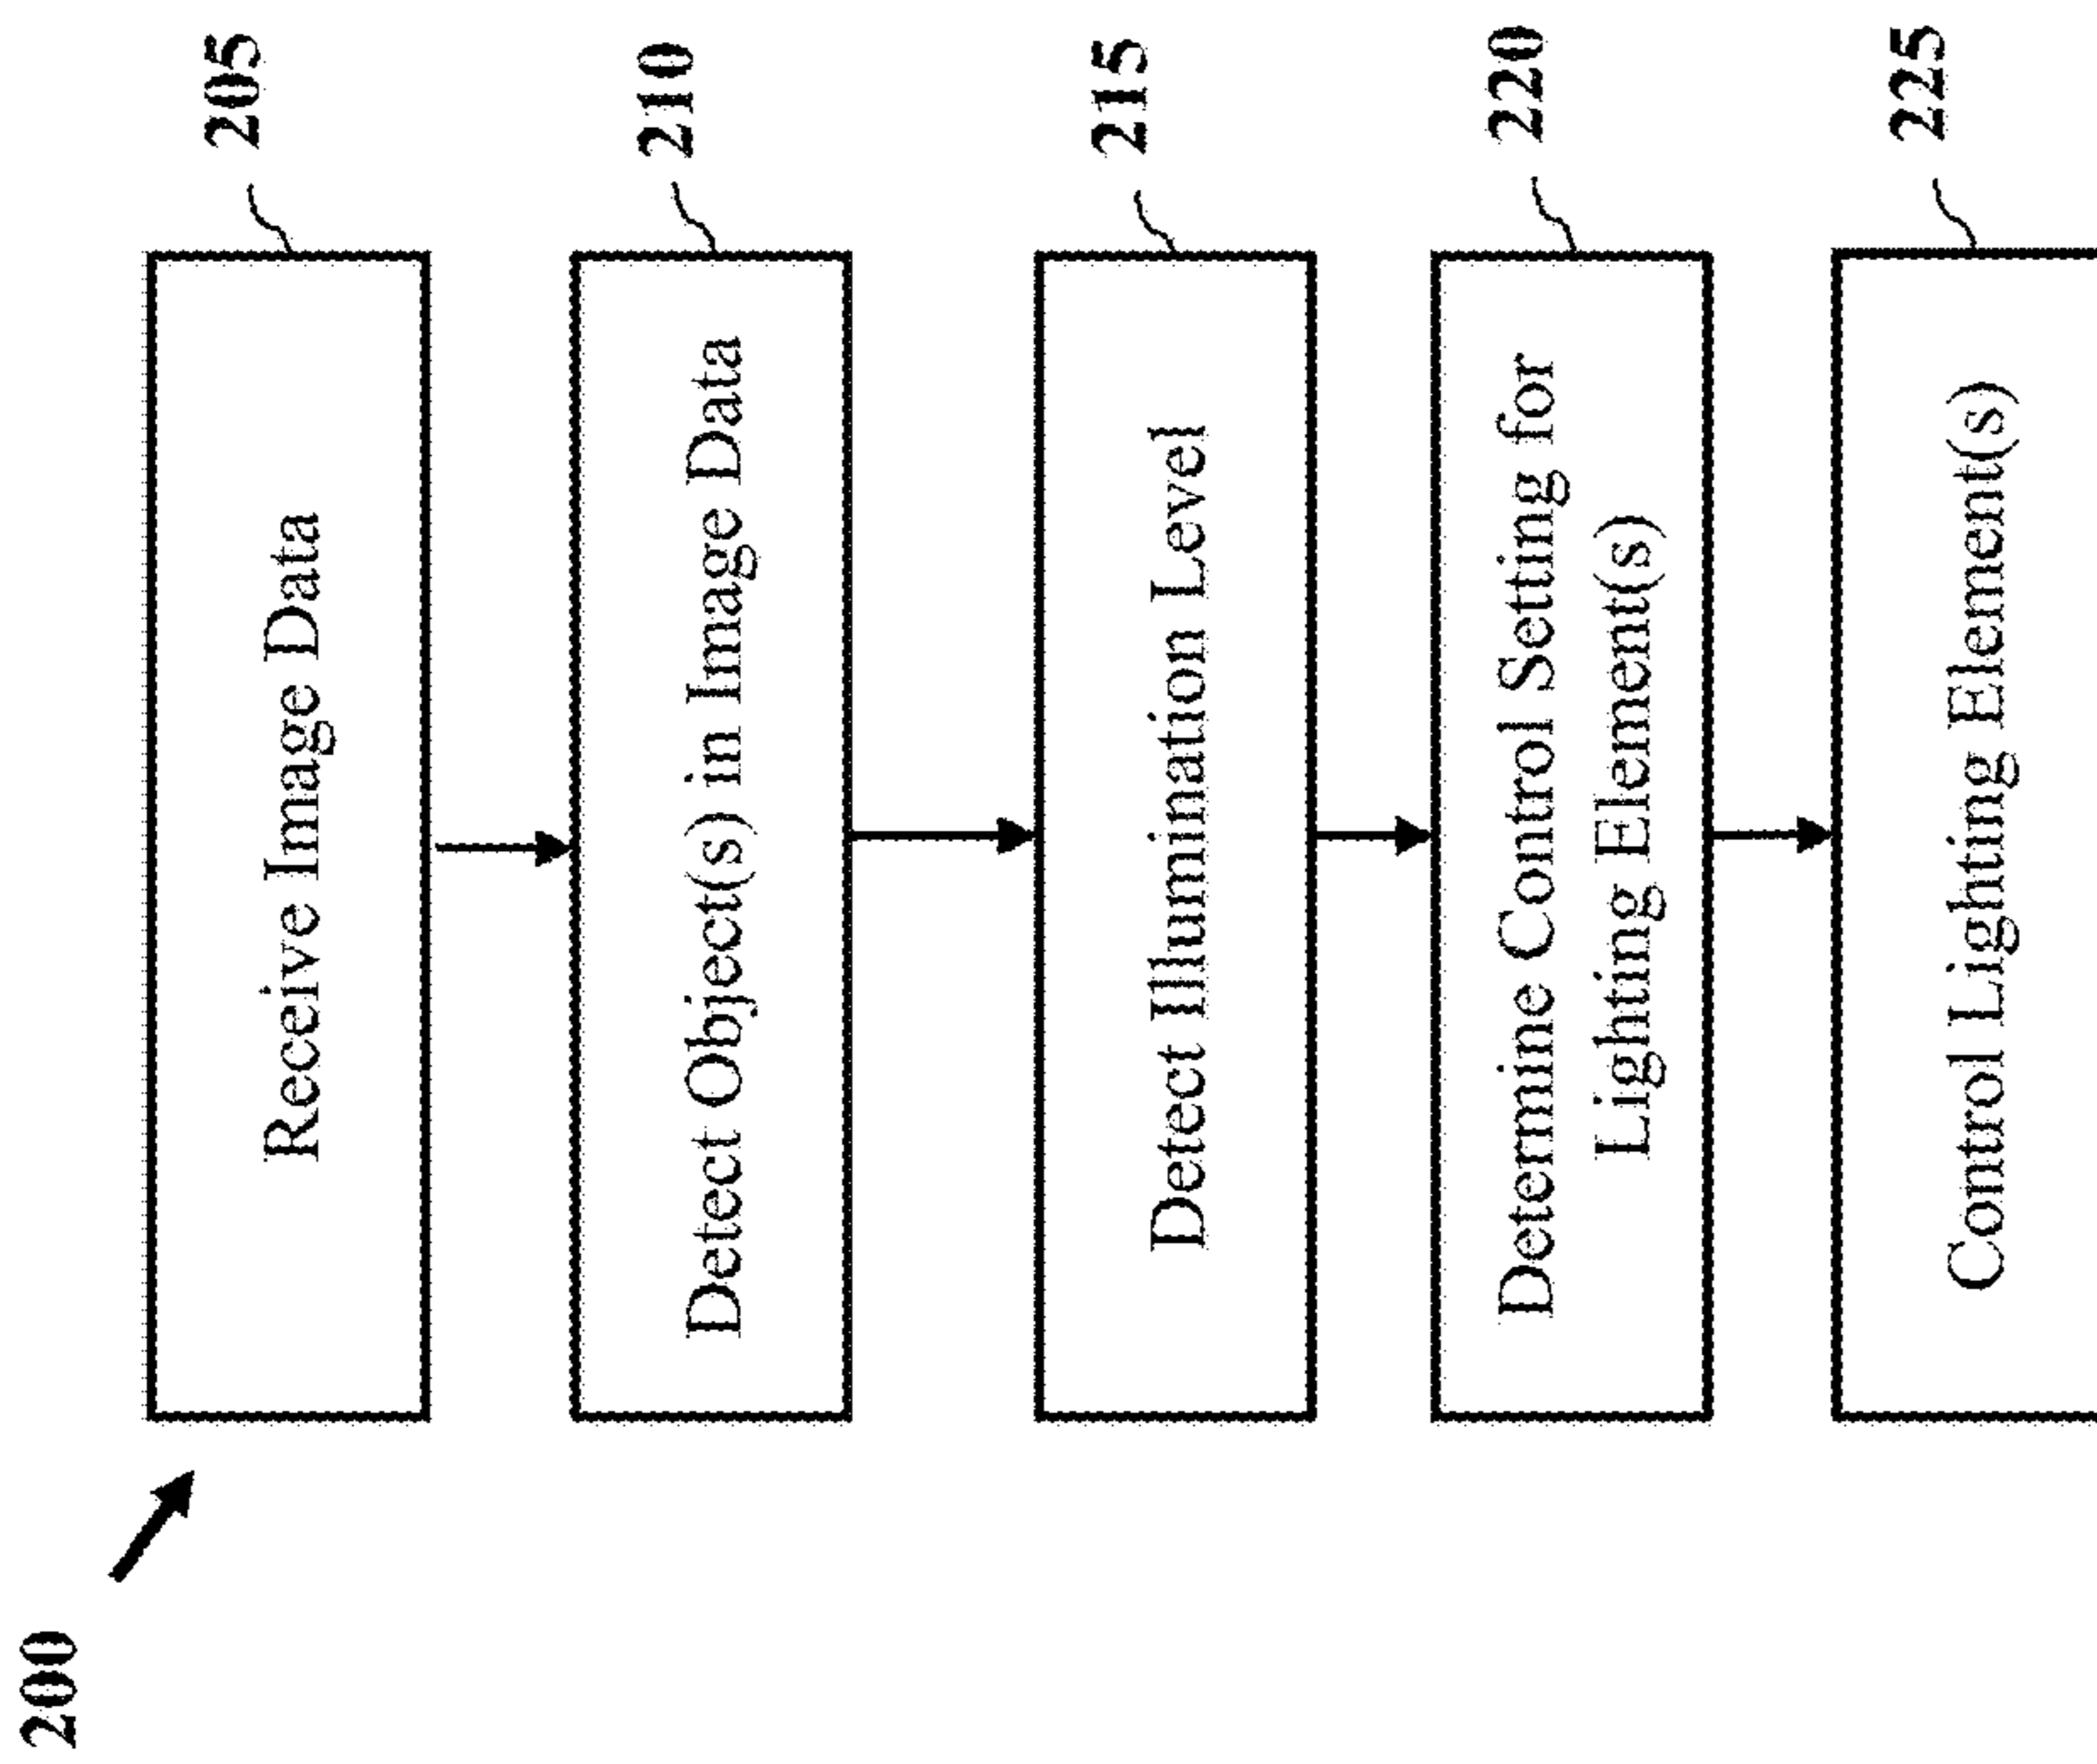 200
205
Receive Image Data
210
Detect Object(s) in Image Data
215
Detect Illumination Level
220
Determine Control Setting for
Lighting Element(s)
225
Control Lighting Element(s)